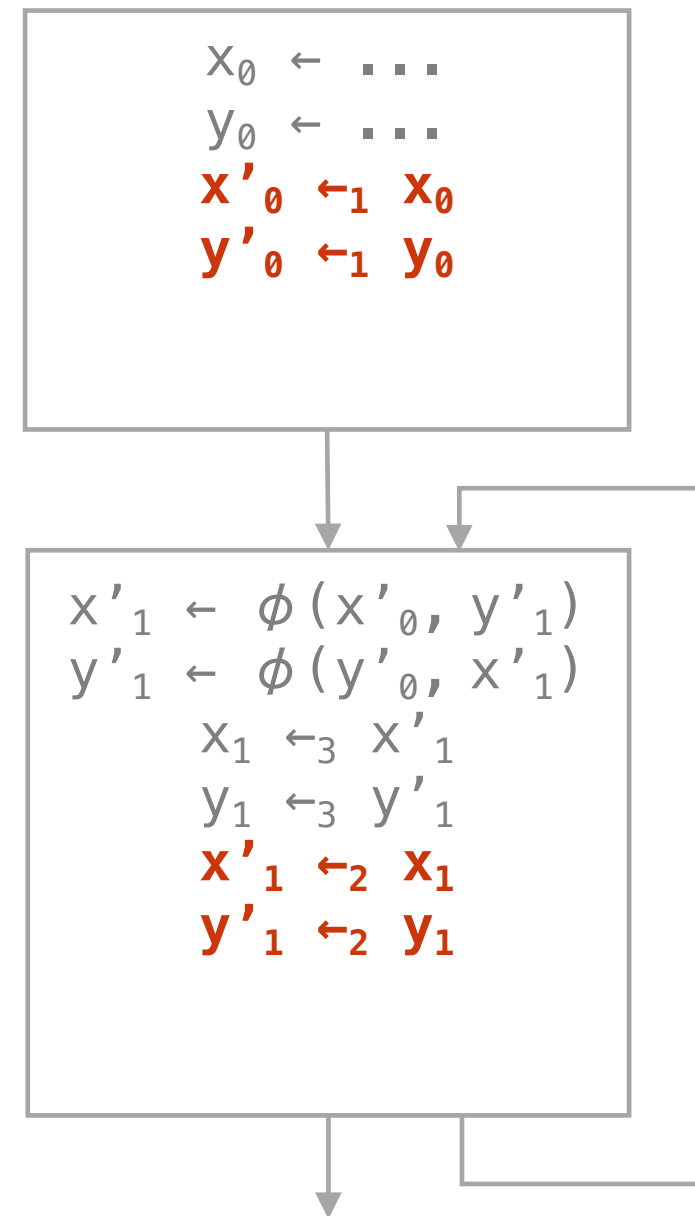 x₀ ← ...
y₀ ← ...
x’₀ ←₁ x₀
y’₀ ←₁ y₀
x’₁ ← ϕ(x’₀, y’₁)
y’₁ ← ϕ(y’₀, x’₁)
x₁ ←₃ x’₁
y₁ ←₃ y’₁
x’₁ ←₂ x₁
y’₁ ←₂ y₁